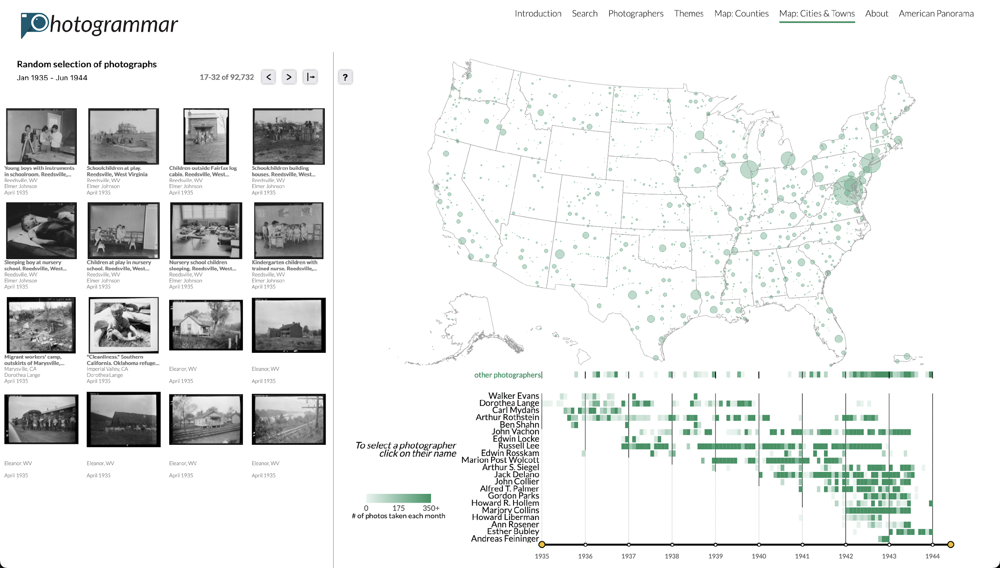 Photogrammar
Introduction
Search
Photographers
Themes
Map: Counties
Map: Cities & Towns
About
American Panorama
Random selection of photographs
Jan 1935 - Jun 1944
17-32 of 92,732
<
>
?
Young boys with instruments
in schoolroom. Reedsville,...
Reedsville, WV
Elmer Johnson
April 1935
Schoolchildren at play.
Reedsville, West Virginia
Reedsville, WV
Elmer Johnson
April 1935
Children outside Fairfax log
cabin. Reedsville, West...
Reedsville, WV
Elmer Johnson
April 1935
Schoolchildren building
houses. Reedsville, West...
Reedsville, WV
Elmer Johnson
April 1935
Sleeping boy at nursery
school. Reedsville, West...
Reedsville, WV
Elmer Johnson
April 1935
Children at play in nursery
school. Reedsville, West...
Reedsville, WV
Elmer Johnson
April 1935
Nursery school children
sleeping. Reedsville, West...
Reedsville, WV
Elmer Johnson
April 1935
Kindergarten children with
trained nurse. Reedsville,...
Reedsville, WV
Elmer Johnson
April 1935
Migrant workers' camp,
outskirts of Marysville,...
Marysville, CA
Dorothea Lange
April 1935
"Cleanliness." Southern
California. Oklahoma refuge...
Imperial Valley, CA
Dorothea Lange
April 1935
Eleanor, WV
April 1935
Eleanor, WV
April 1935
Eleanor, WV
April 1935
Eleanor, WV
April 1935
Eleanor, WV
April 1935
Eleanor, WV
April 1935
other photographers
Walker Evans
Dorothea Lange
Carl Mydans
Arthur Rothstein
Ben Shahn
John Vachon
Edwin Locke
Russell Lee
Edwin Rosskam
Marion Post Wolcott
Arthur S. Siegel
Jack Delano
John Collier
Alfred T. Palmer
Gordon Parks
Howard R. Hollem
Marjory Collins
Howard Liberman
Ann Rosener
Esther Bubley
Andreas Feininger
To select a photographer
click on their name
0
175
350+
# of photos taken each month
1935
1936
1937
1938
1939
1940
1941
1942
1943
1944